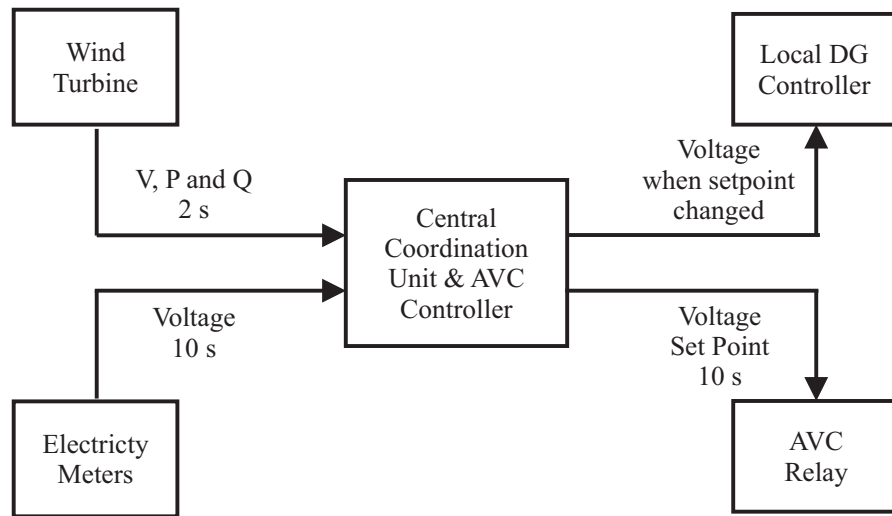 Wind
Turbine
Local DG
Controller
V, P and Q
2 s
Voltage
when setpoint
changed
Central
Coordination
Unit & AVC
Controller
Voltage
10 s
Voltage
Set Point
10 s
Electricty
Meters
AVC
Relay